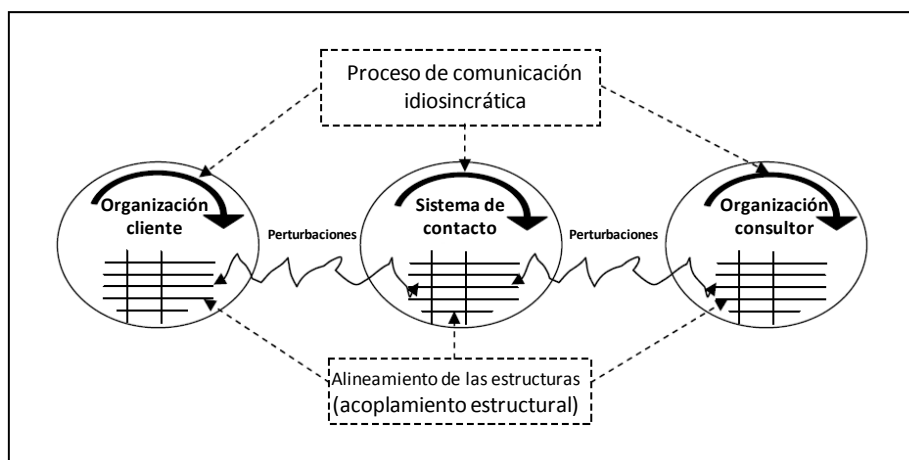 Proceso de comunicación
idiosincrática
Organización
cliente
Perturbaciones
Sistema de
contacto
Perturbaciones
Organización
consultor
Alineamiento de las estructuras
(acoplamiento estructural)